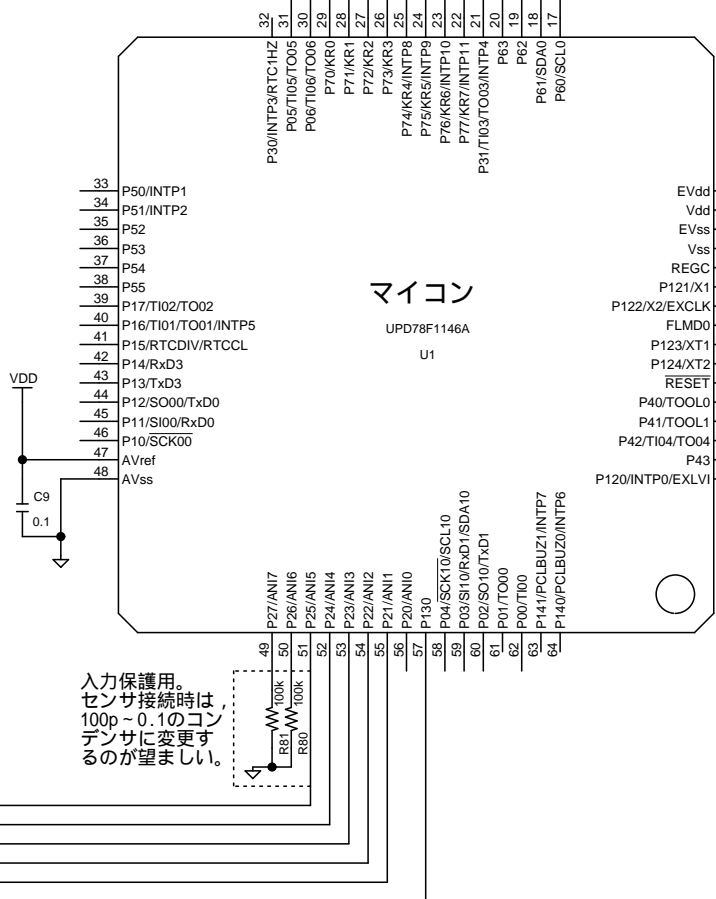 32 31 30 29 28 27 26 25 24 23 22 21 20 19 18 17
P30/INTP3/RTC1HZ
P05/TI05/TO05
P06/TI06/TO06
P70/KR0
P71/KR1
P72/KR2
P73/KR3
P74/KR4/INTP8
P75/KR5/INTP9
P76/KR6/INTP10
P77/KR7/INTP11
P31/TI03/TO03/INTP4
P63
P62
P61/SDA0
P60/SCL0
33 P50/INTP1
34 P51/INTP2
35 P52
36 P53
37 P54
38 P55
39 P17/TI02/TO02
40 P16/TI01/TO01/INTP5
41 P15/RTCDIV/RTCCL
42 P14/RxD3
43 P13/TxD3
44 P12/SO00/TxD0
45 P11/SI00/RxD0
46 P10/SCK00
47 AVref
48 AVss
VDD
C9
0.1
マイコン
UPD78F1146A
U1
EVdd
Vdd
EVss
Vss
REGC
P121/X1
P122/X2/EXCLK
FLMD0
P123/XT1
P124/XT2
RESET
P40/TOOL0
P41/TOOL1
P42/TI04/TO04
P43
P120/INTP0/EXLVI
P27/ANI7
P26/ANI6
P25/ANI5
P24/ANI4
P23/ANI3
P22/ANI2
P21/ANI1
P20/ANI0
P130
P04/SCK10/SCL10
P03/SI10/RxD1/SDA10
P02/SO10/TxD1
P01/TO00
P00/TI00
P141/PCLBUZ1/INTP7
P140/PCLBUZ0/INTP6
49 50 51 52 53 54 55 56 57 58 59 60 61 62 63 64
入力保護用。
センサ接続時は，
100p~0.1のコン
デンサに変更す
るのが望ましい。
100k
R81
100k
R80